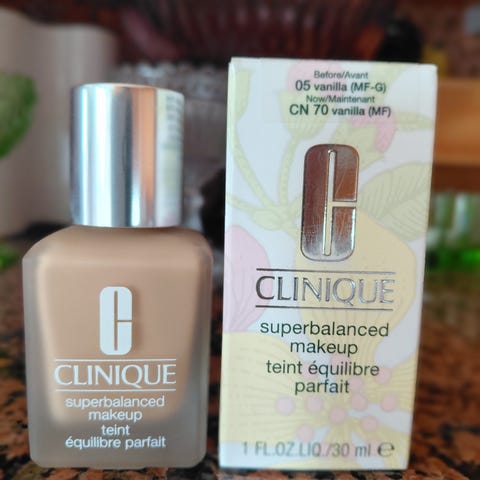 C
CLINIQUE
superbalanced
makeup
teint
équilibre parfait
Before/Avant
05 vanilla (MF-G)
Now/Maintenant
CN 70 vanilla (MF)
C
CLINIQUE
superbalanced
makeup
teint équilibre
parfait
1 FL.OZ.LIQ./30 ml e